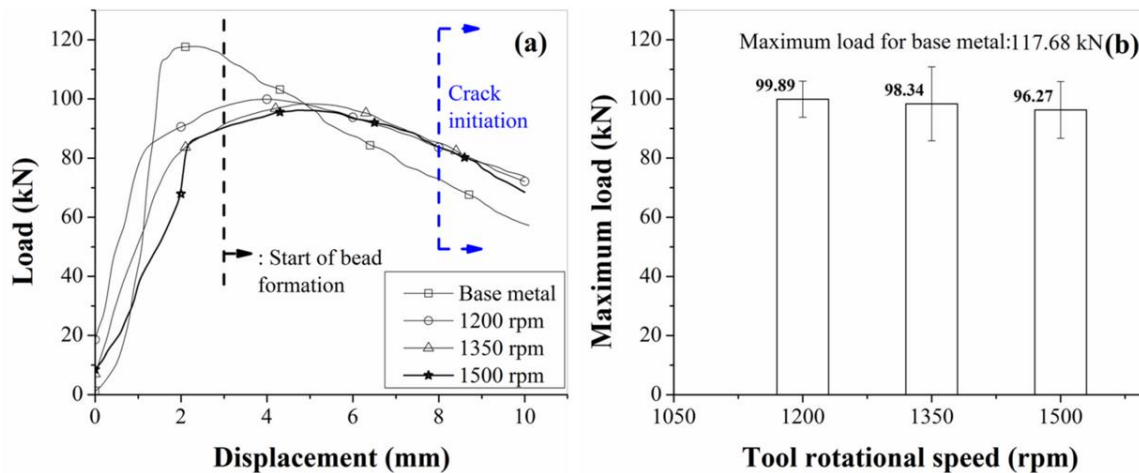 (a)
Crack
initiation
: Start of bead
formation
Base metal
1200 rpm
1350 rpm
1500 rpm
Load (kN)
120
100
80
60
40
20
0
0 2 4 6 8 10
Displacement (mm)
Maximum load for base metal:117.68 kN (b)
99.89
98.34
96.27
Maximum load (kN)
120
100
80
60
40
20
0
1050 1200 1350 1500
Tool rotational speed (rpm)